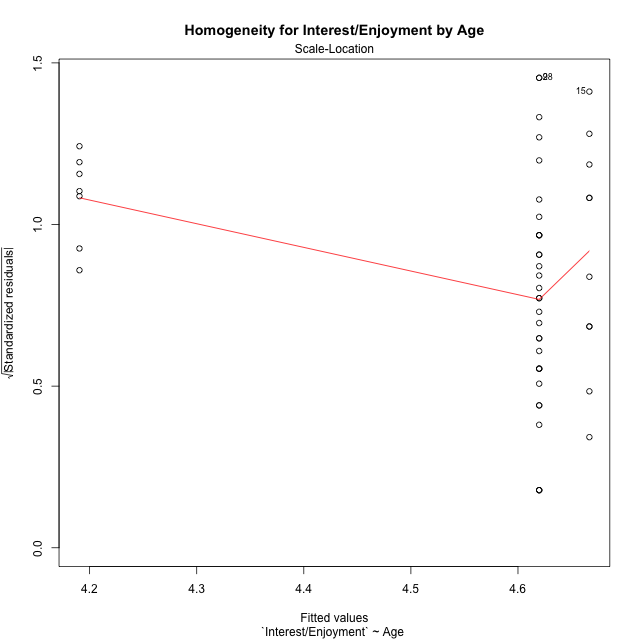 Homogeneity for Interest/Enjoyment by Age
Scale-Location
1.5
1.0
0.5
0.0
√|Standardized residuals|
28
15
4.2 4.3 4.4 4.5 4.6
Fitted values
`Interest/Enjoyment` ~ Age